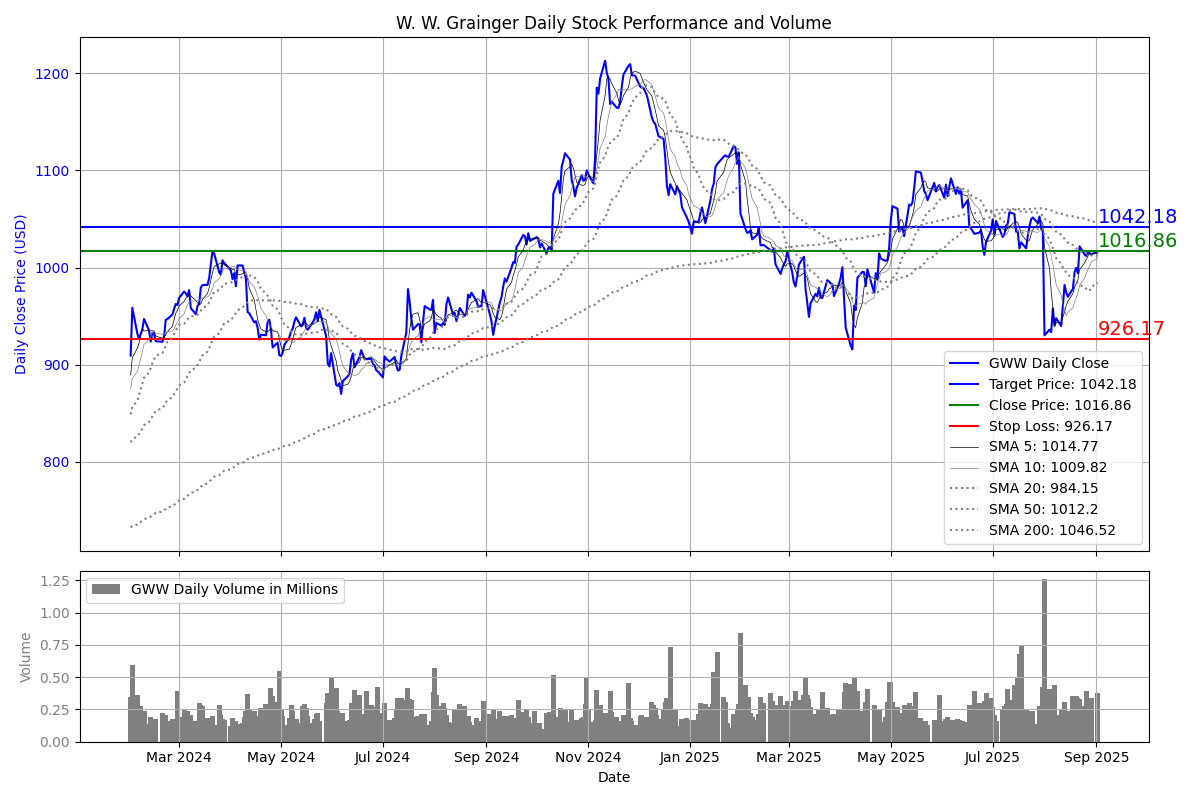 W. W. Grainger Daily Stock Performance and Volume
Daily Close Price (USD)
1200
1100
1000
900
800
1042.18
1016.86
926.17
GWW Daily Close
Target Price: 1042.18
Close Price: 1016.86
Stop Loss: 926.17
SMA 5: 1014.77
SMA 10: 1009.82
SMA 20: 984.15
SMA 50: 1012.2
SMA 200: 1046.52
Volume
1.25
1.00
0.75
0.50
0.25
0.00
GWW Daily Volume in Millions
Mar 2024 May 2024 Jul 2024 Sep 2024 Nov 2024 Jan 2025 Mar 2025 May 2025 Jul 2025 Sep 2025
Date